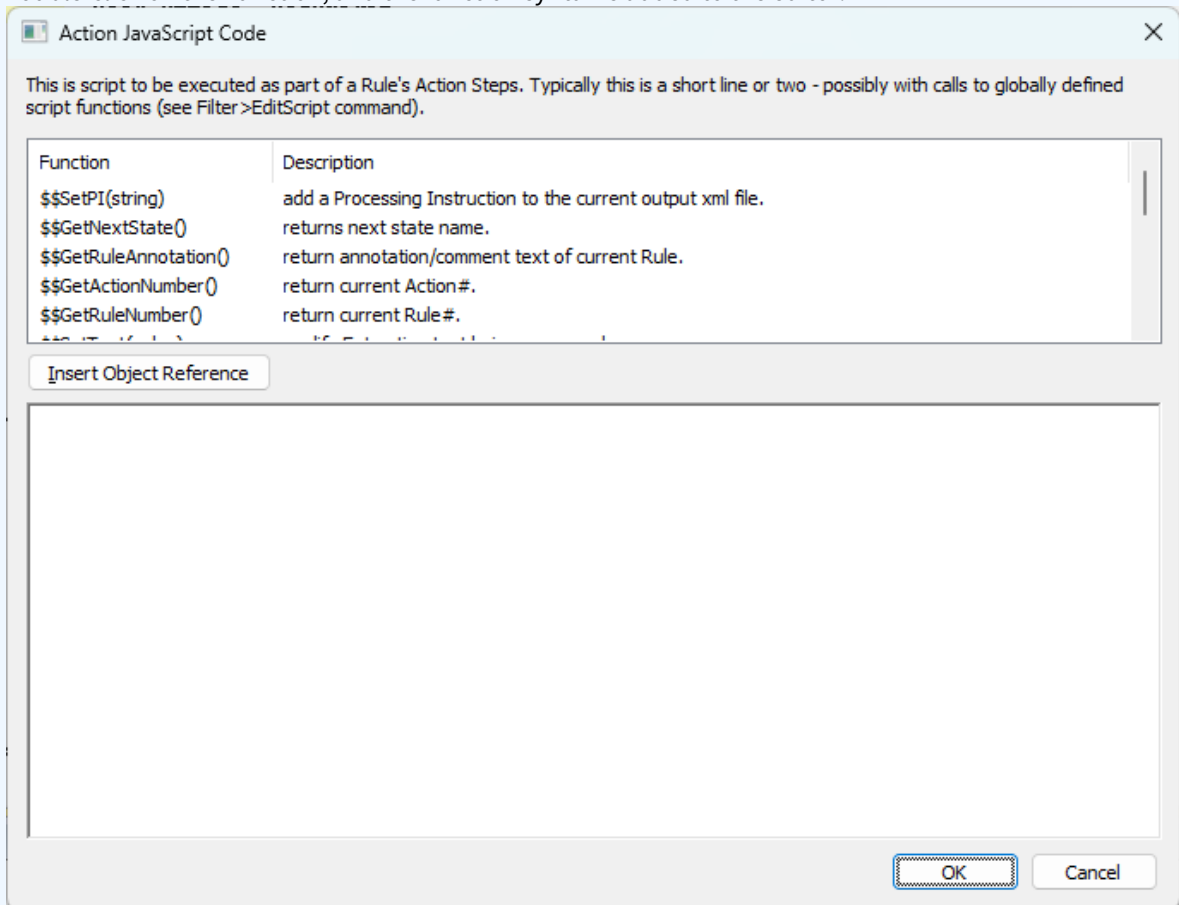 Action JavaScript Code
This is script to be executed as part of a Rule's Action Steps. Typically this is a short line or two - possibly with calls to globally defined
script functions (see Filter>EditScript command).
Function Description
$$SetPI(string) add a Processing Instruction to the current output xml file.
$$GetNextState() returns next state name.
$$GetRuleAnnotation() return annotation/comment text of current Rule.
$$GetActionNumber() return current Action#.
$$GetRuleNumber() return current Rule#.
Insert Object Reference
OK Cancel